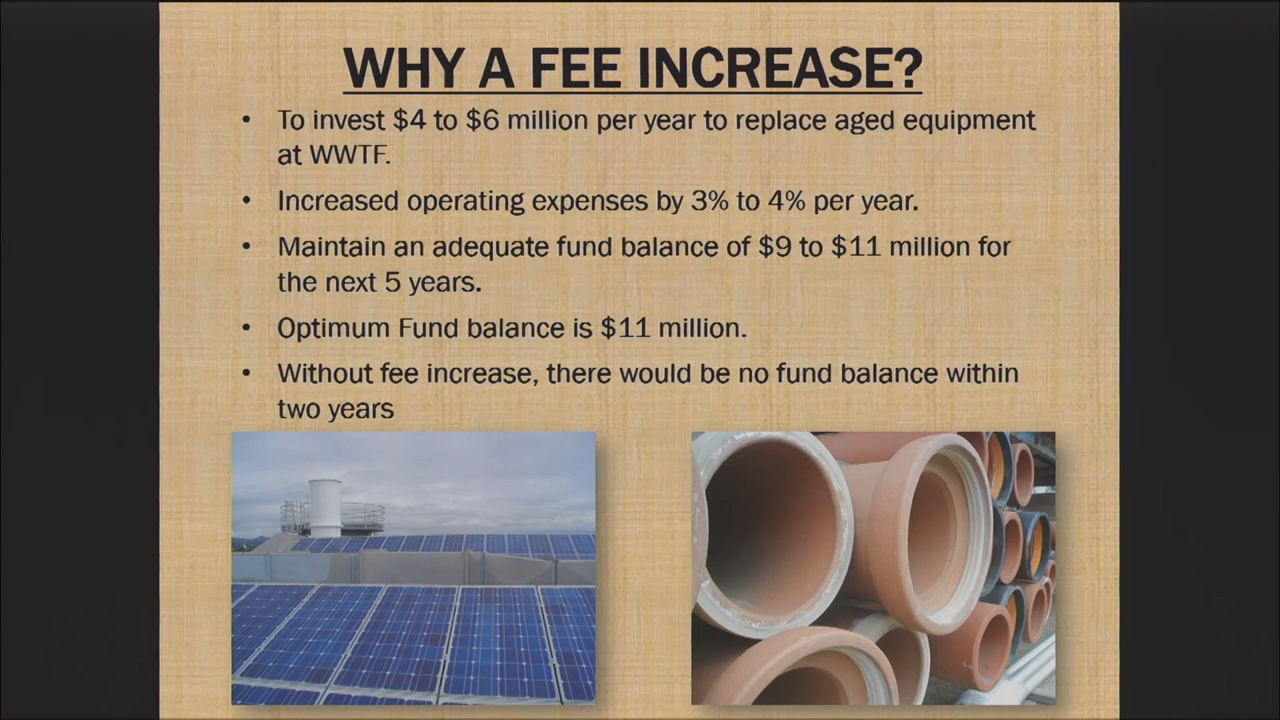 WHY A FEE INCREASE?
• To invest $4 to $6 million per year to replace aged equipment
at WWTF.
• Increased operating expenses by 3% to 4% per year.
• Maintain an adequate fund balance of $9 to $11 million for
the next 5 years.
• Optimum Fund balance is $11 million.
• Without fee increase, there would be no fund balance within
two years